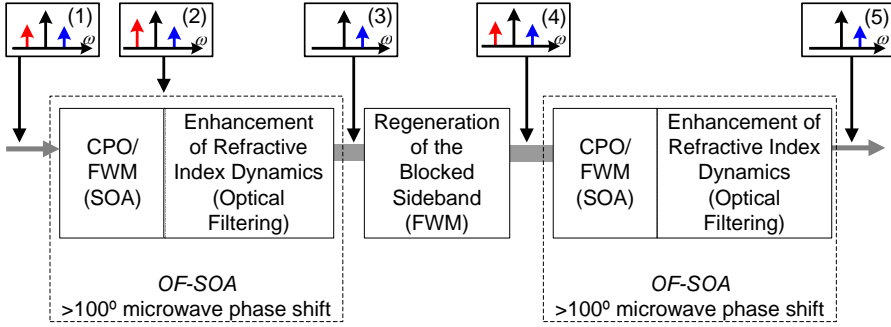 (1)
ω
(2)
ω
(3)
ω
(4)
ω
(5)
ω
CPO/
FWM
(SOA)
Enhancement
of Refractive
Index Dynamics
(Optical
Filtering)
Regeneration
of the
Blocked
Sideband
(FWM)
CPO/
FWM
(SOA)
Enhancement of
Refractive Index
Dynamics
(Optical
Filtering)
OF-SOA
>100º microwave phase shift
OF-SOA
>100º microwave phase shift